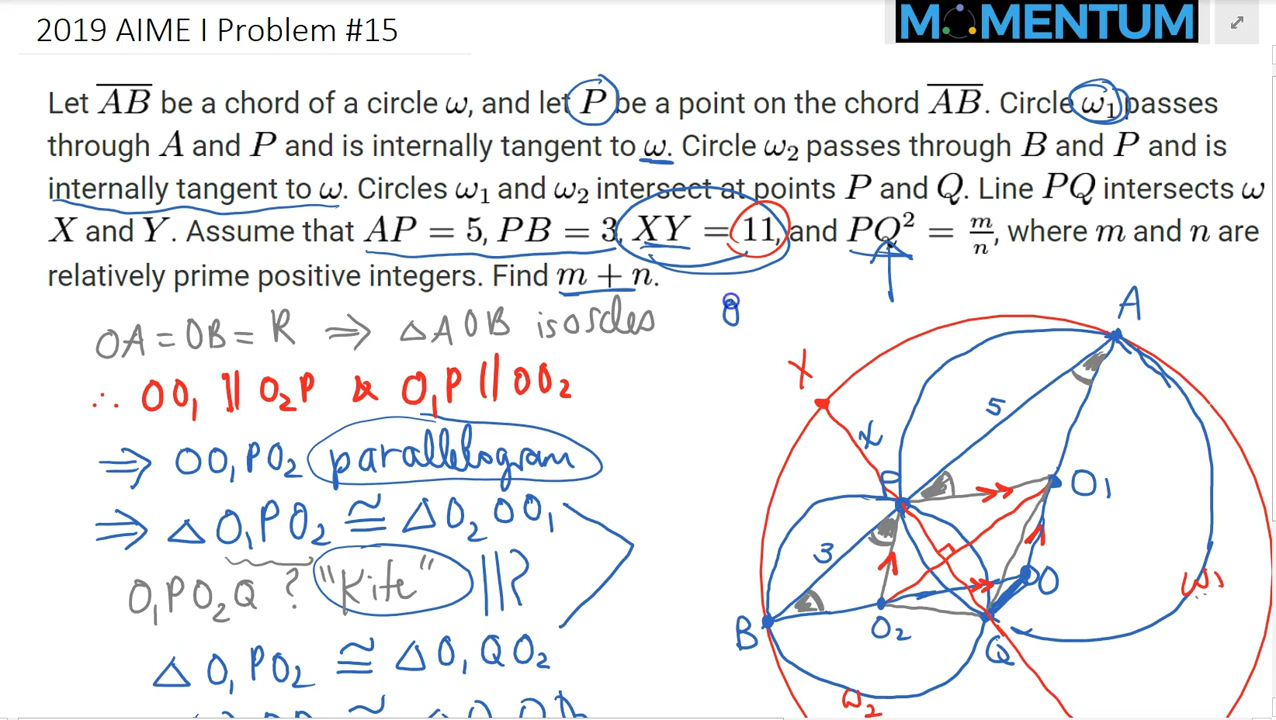 2019 AIME I Problem #15
MOMENTUM
Let AB be a chord of a circle ω, and let P be a point on the chord AB. Circle ω₁ passes
through A and P and is internally tangent to ω. Circle ω₂ passes through B and P and is
internally tangent to ω. Circles ω₁ and ω₂ intersect at points P and Q. Line PQ intersects ω
X and Y. Assume that AP = 5, PB = 3, XY = 11, and PQ² = m/n, where m and n are
relatively prime positive integers. Find m + n.
OA = OB = R ⇒ △AOB isosceles
∴ OO₁ ∥ O₂P & O₁P ∥ OO₂
⇒ OO₁PO₂ parallelogram
⇒ △O₁PO₂ ≅ △O₂OO₁
O₁PO₂Q ? "Kite"
△O₁PO₂ ≅ △O₁QO₂
8
A
X
5
x
P
O₁
3
O
ω₁
B
O₂
Q
ω₂